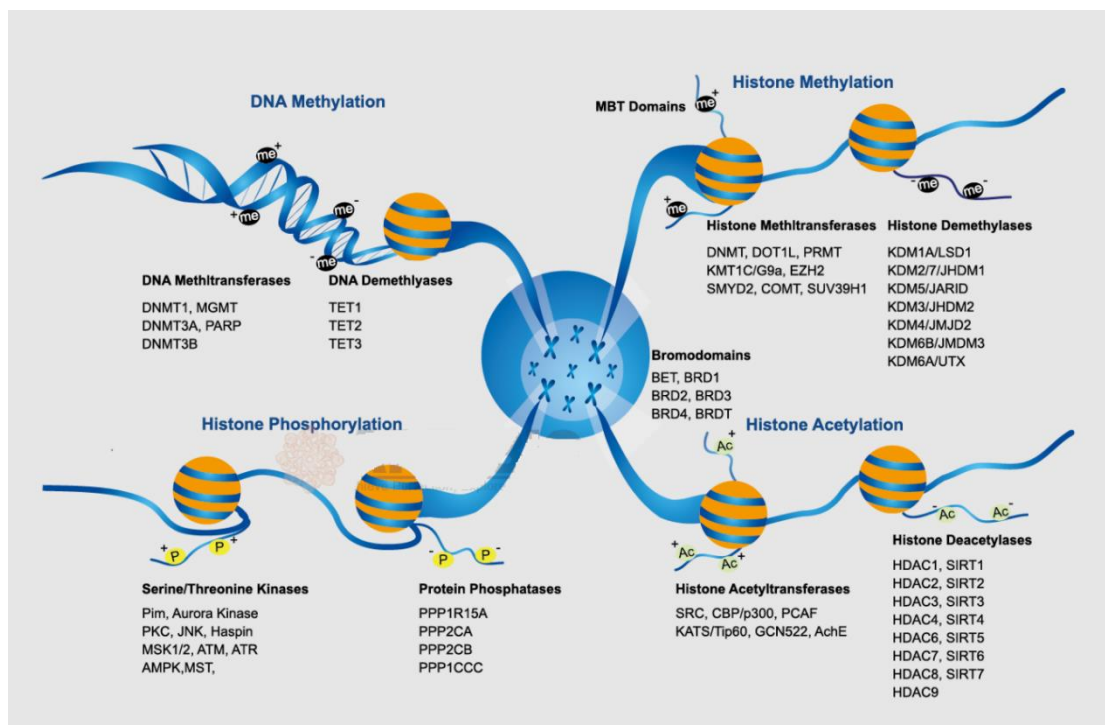 DNA Methylation
me +
+ me
me -
- me
DNA Methltransferases
DNMT1, MGMT
DNMT3A, PARP
DNMT3B
DNA Demethlyases
TET1
TET2
TET3
Histone Methylation
MBT Domains
me +
+ me
- me
me -
Histone Methltransferases
DNMT, DOT1L, PRMT
KMT1C/G9a, EZH2
SMYD2, COMT, SUV39H1
Histone Demethylases
KDM1A/LSD1
KDM2/7/JHDM1
KDM5/JARID
KDM3/JHDM2
KDM4/JMJD2
KDM6B/JMDM3
KDM6A/UTX
Histone Phosphorylation
+ P
P +
- P
P -
Serine/Threonine Kinases
Pim, Aurora Kinase
PKC, JNK, Haspin
MSK1/2, ATM, ATR
AMPK,MST,
Protein Phosphatases
PPP1R15A
PPP2CA
PPP2CB
PPP1CCC
Bromodomains
BET, BRD1
BRD2, BRD3
BRD4, BRDT
Histone Acetylation
Ac +
+ Ac
Ac +
- Ac
Ac -
Histone Acetyltransferases
SRC, CBP/p300, PCAF
KATS/Tip60, GCN522, AchE
Histone Deacetylases
HDAC1, SIRT1
HDAC2, SIRT2
HDAC3, SIRT3
HDAC4, SIRT4
HDAC6, SIRT5
HDAC7, SIRT6
HDAC8, SIRT7
HDAC9